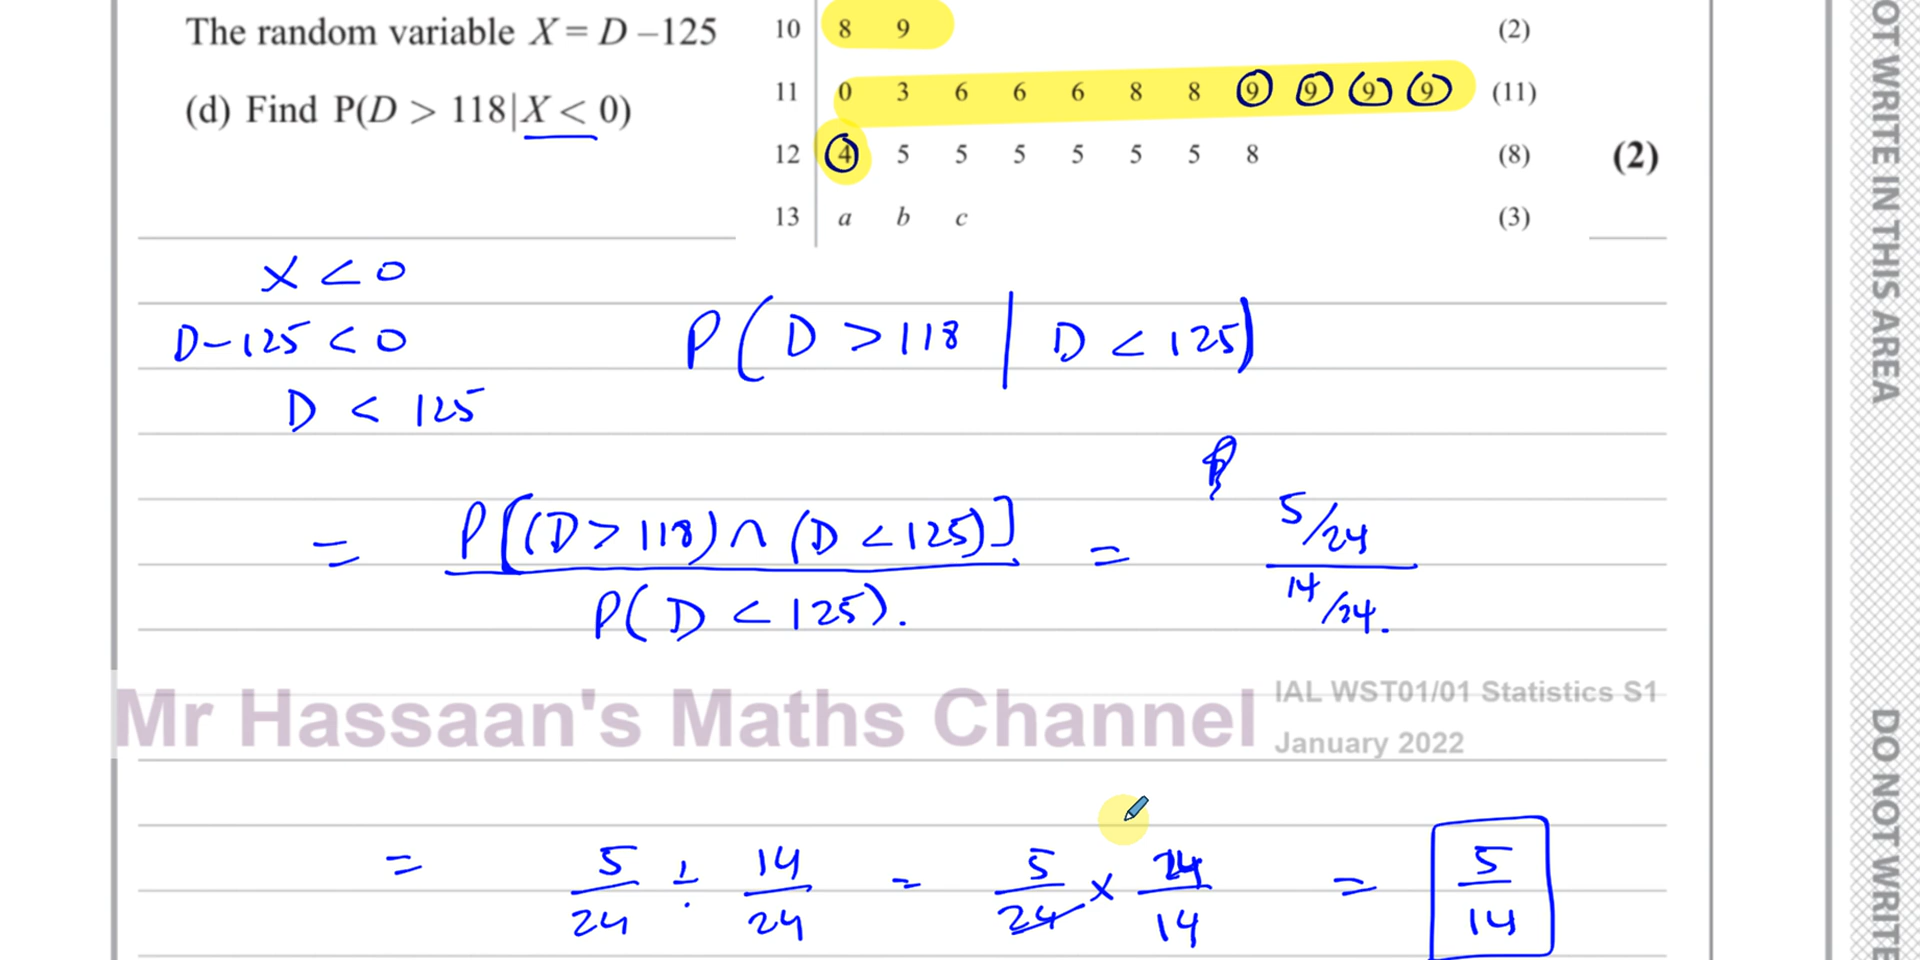 The random variable X = D –125
(d) Find P(D > 118|X < 0)
10 8 9 (2)
11 0 3 6 6 6 8 8 9 9 9 9 (11)
12 4 5 5 5 5 5 5 8 (8)
(2)
13 a b c (3)
X < 0
D – 125 < 0
D < 125
P(D > 118 | D < 125)
= P[(D > 118) ∩ (D < 125)] / P(D < 125). = 5/24 / 14/24.
Mr Hassaan's Maths Channel
IAL WST01/01 Statistics S1
January 2022
= 5/24 ÷ 14/24 = 5/24 × 24/14 = 5/14
OT WRITE IN THIS AREA
DO NOT WRITE